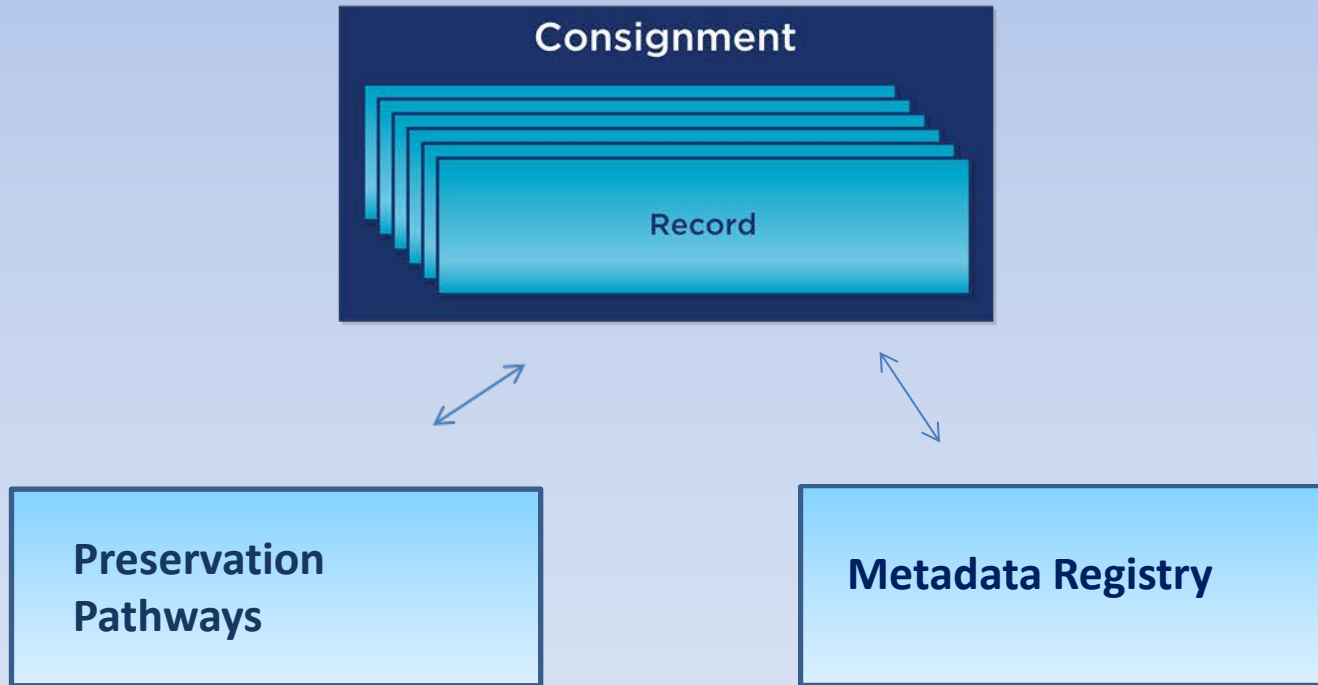 Consignment
Record
Preservation
Pathways
Metadata Registry